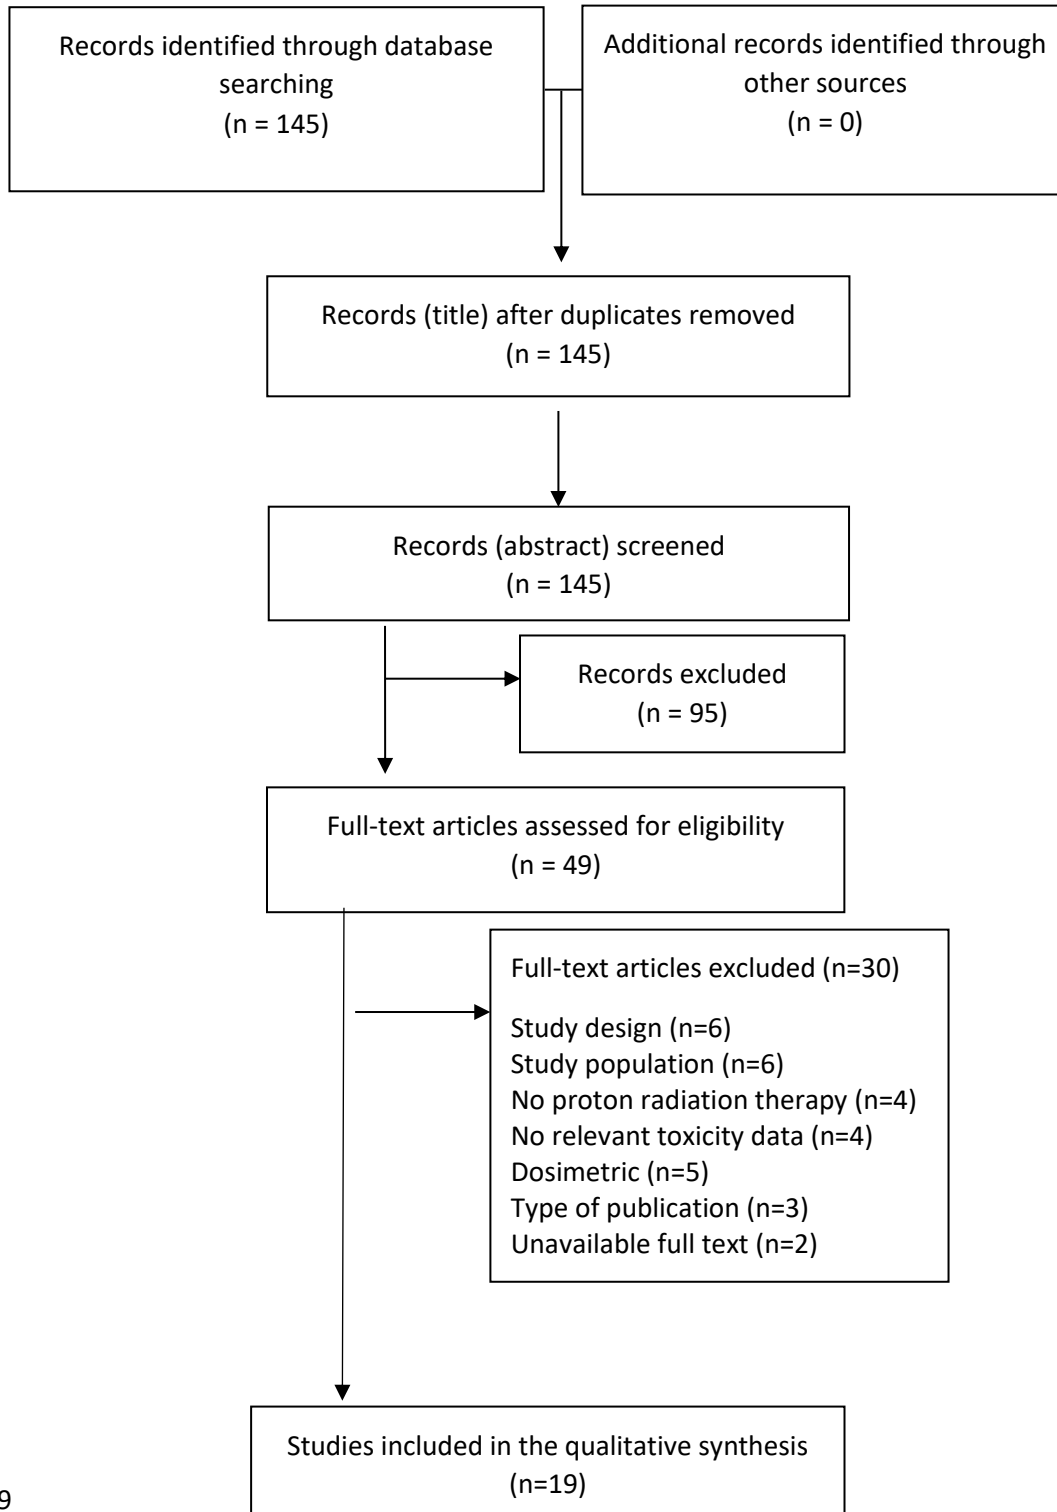 Records identified through database
searching
(n = 145)
Additional records identified through
other sources
(n = 0)
Records (title) after duplicates removed
(n = 145)
Records (abstract) screened
(n = 145)
Records excluded
(n = 95)
Full-text articles assessed for eligibility
(n = 49)
Full-text articles excluded (n=30)
Study design (n=6)
Study population (n=6)
No proton radiation therapy (n=4)
No relevant toxicity data (n=4)
Dosimetric (n=5)
Type of publication (n=3)
Unavailable full text (n=2)
Studies included in the qualitative synthesis
(n=19)
9